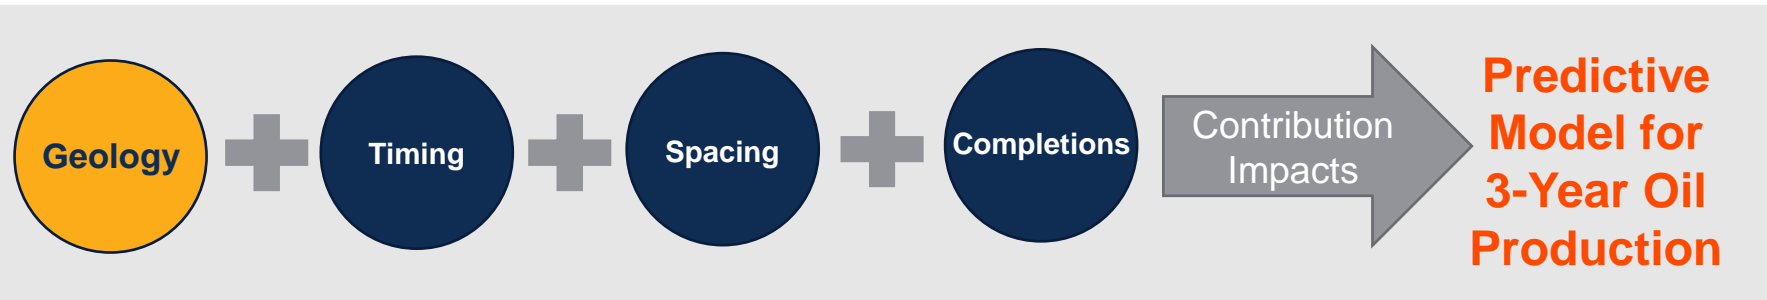 Geology
Timing
Spacing
Completions
Contribution
Impacts
Predictive
Model for
3-Year Oil
Production